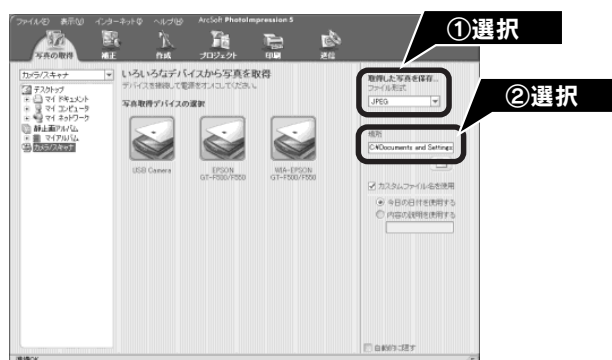 ファイル(F) 表示(V) インターネット(I) ヘルプ(H) ArcSoft PhotoImpression 5
写真の取得 補正 作成 プロジェクト 印刷 送信
①選択
カメラ/スキャナ
デスクトップ
マイ ドキュメント
マイ コンピュータ
マイ ネットワーク
静止画アルバム
マイアルバム
カメラ/スキャナ
いろいろなデバイスから写真を取得
デバイスを接続して電源をオンにしてください。
写真取得デバイスの選択
USB Camera
EPSON
GT-F500/F550
WIA-EPSON
GT-F500/F550
取得した写真を保存...
ファイル形式
JPEG
②選択
場所
C:¥Documents and Settings
カスタムファイル名を使用
今日の日付を使用する
内容の説明を使用する
自動的に隠す
準備OK